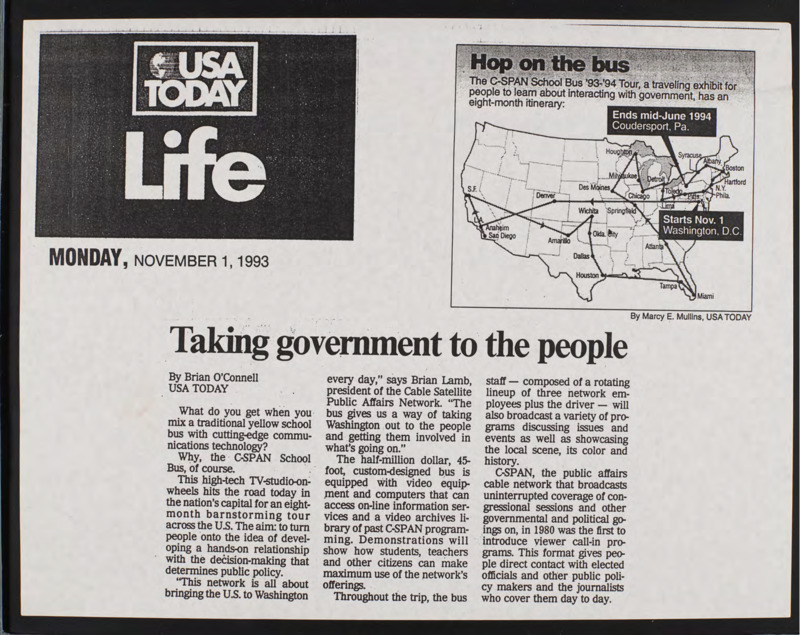 USA
TODAY
Life
MONDAY, NOVEMBER 1, 1993
Hop on the bus
The C-SPAN School Bus '93-'94 Tour, a traveling exhibit for
people to learn about interacting with government, has an
eight-month itinerary:
Ends mid-June 1994
Coudersport, Pa.
Houghton
Syracuse
Albany
Boston
Milwaukee
Detroit
Hartford
S.F.
Des Moines
Chicago
Toledo
N.Y.
Phila.
Denver
Lima
Wichita
Springfield
Starts Nov. 1
Washington, D.C.
L.A.
Anaheim
San Diego
Amarillo
Okla. City
Atlanta
Dallas
Houston
Tampa
Miami
By Marcy E. Mullins, USA TODAY
Taking government to the people
By Brian O'Connell
USA TODAY
What do you get when you
mix a traditional yellow school
bus with cutting-edge commu-
nications technology?
Why, the C-SPAN School
Bus, of course.
This high-tech TV-studio-on-
wheels hits the road today in
the nation's capital for an eight-
month barnstorming tour
across the U.S. The aim: to turn
people onto the idea of devel-
oping a hands-on relationship
with the decision-making that
determines public policy.
"This network is all about
bringing the U.S. to Washington
every day," says Brian Lamb,
president of the Cable Satellite
Public Affairs Network. "The
bus gives us a way of taking
Washington out to the people
and getting them involved in
what's going on."
The half-million dollar, 45-
foot, custom-designed bus is
equipped with video equip-
ment and computers that can
access on-line information ser-
vices and a video archives li-
brary of past C-SPAN program-
ming. Demonstrations will
show how students, teachers
and other citizens can make
maximum use of the network's
offerings.
Throughout the trip, the bus
staff — composed of a rotating
lineup of three network em-
ployees plus the driver — will
also broadcast a variety of pro-
grams discussing issues and
events as well as showcasing
the local scene, its color and
history.
C-SPAN, the public affairs
cable network that broadcasts
uninterrupted coverage of con-
gressional sessions and other
governmental and political go-
ings on, in 1980 was the first to
introduce viewer call-in pro-
grams. This format gives peo-
ple direct contact with elected
officials and other public poli-
cy makers and the journalists
who cover them day to day.